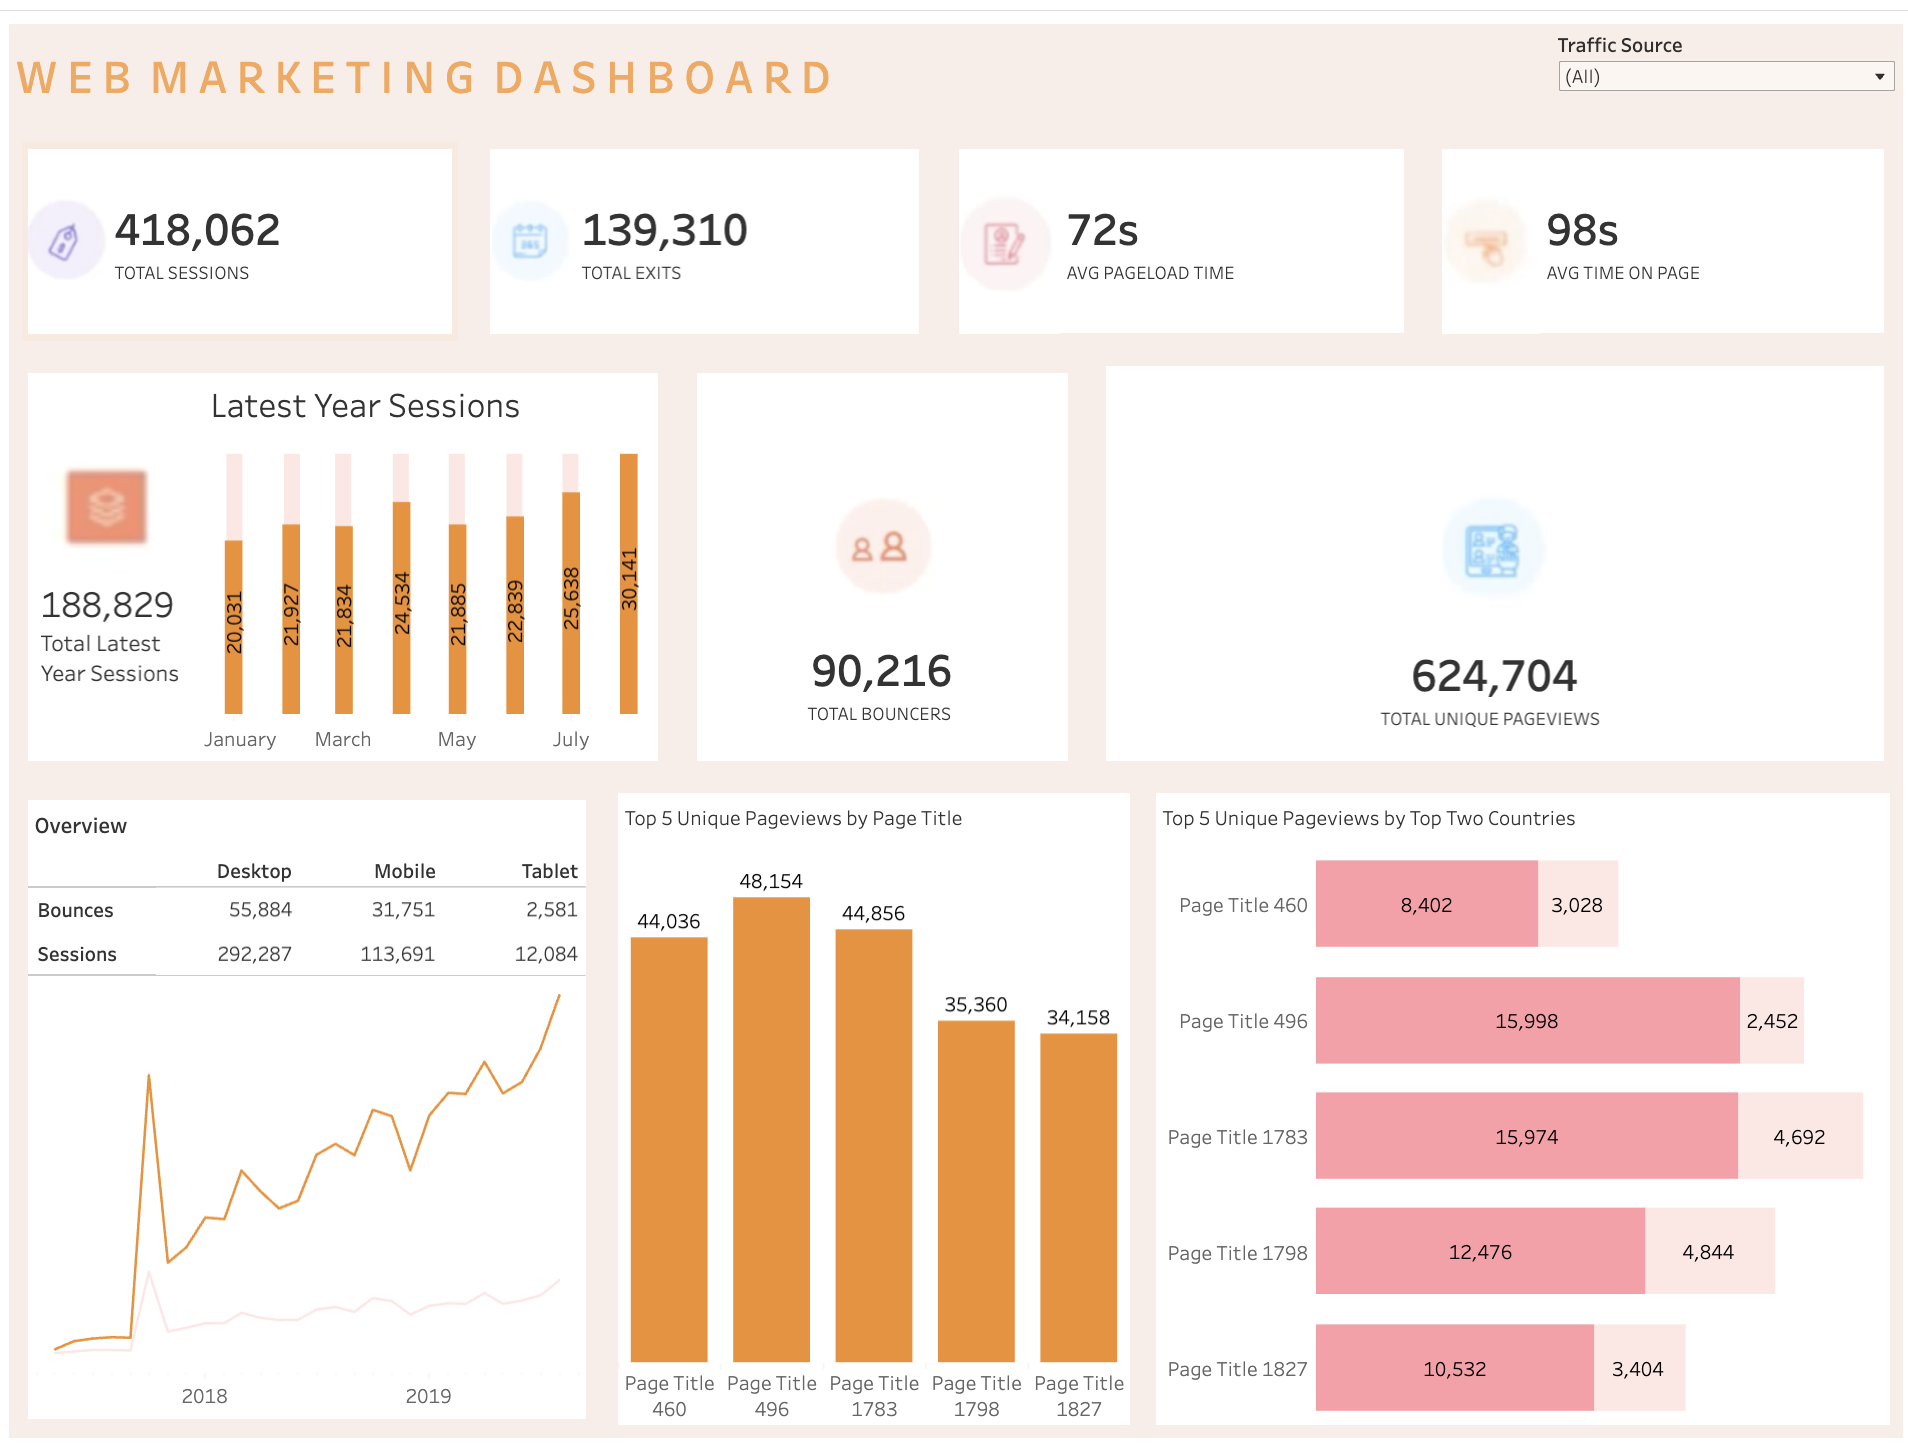 WEB MARKETING DASHBOARD
Traffic Source
(All)
418,062
TOTAL SESSIONS
139,310
TOTAL EXITS
72s
AVG PAGELOAD TIME
98s
AVG TIME ON PAGE
Latest Year Sessions
188,829
Total Latest
Year Sessions
20,031
21,927
21,834
24,534
21,885
22,839
25,638
30,141
January March May July
90,216
TOTAL BOUNCERS
624,704
TOTAL UNIQUE PAGEVIEWS
Overview
Desktop Mobile Tablet
Bounces 55,884 31,751 2,581
Sessions 292,287 113,691 12,084
2018 2019
Top 5 Unique Pageviews by Page Title
44,036
48,154
44,856
35,360
34,158
Page Title 460
Page Title 496
Page Title 1783
Page Title 1798
Page Title 1827
Top 5 Unique Pageviews by Top Two Countries
Page Title 460 8,402 3,028
Page Title 496 15,998 2,452
Page Title 1783 15,974 4,692
Page Title 1798 12,476 4,844
Page Title 1827 10,532 3,404